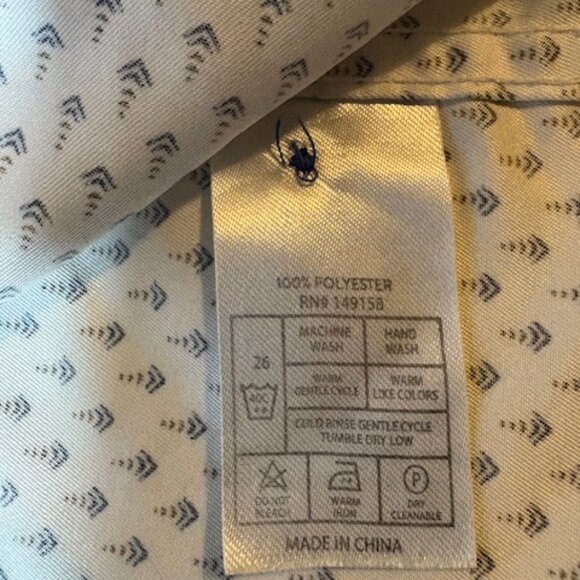 100% POLYESTER
RN# 149158
26
40C
MACHINE WASH
HAND WASH
WARM GENTLE CYCLE
WARM LIKE COLORS
COLD RINSE GENTLE CYCLE
TUMBLE DRY LOW
DO NOT BLEACH
WARM IRON
P
DRY CLEANABLE
MADE IN CHINA